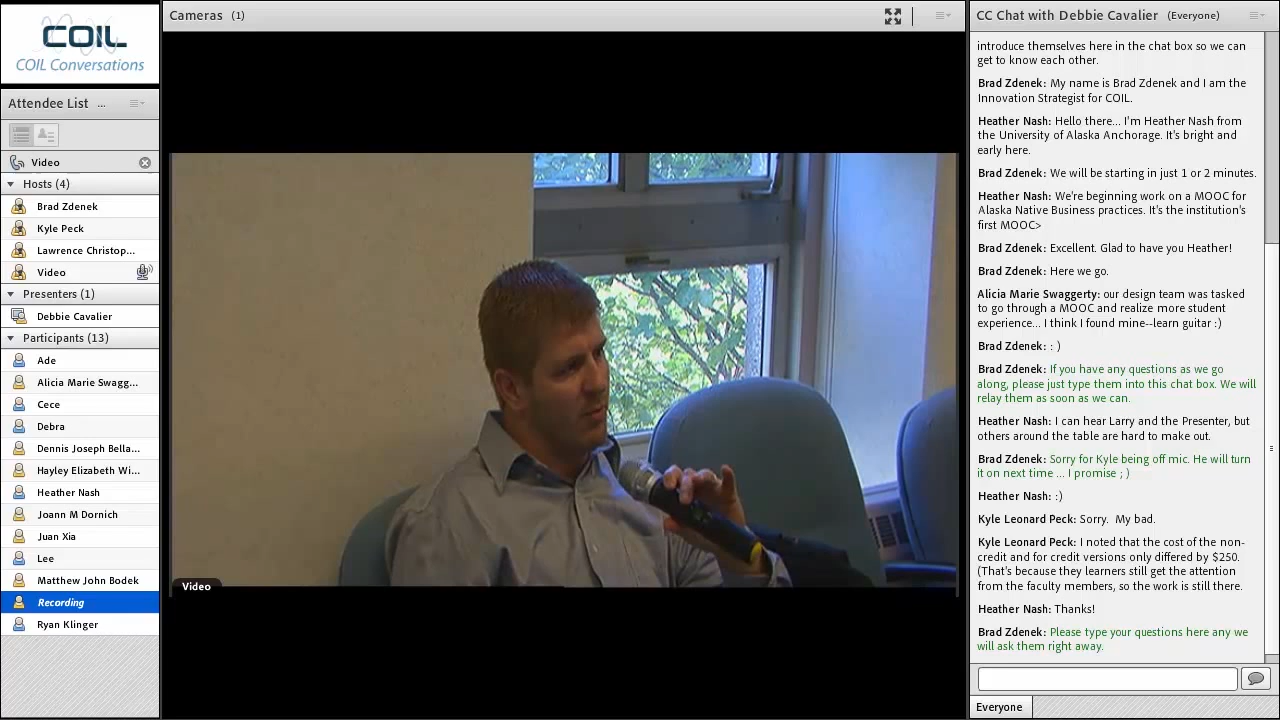 COIL
COIL Conversations
Attendee List ...
Video
Hosts (4)
Brad Zdenek
Kyle Peck
Lawrence Christop...
Video
Presenters (1)
Debbie Cavalier
Participants (13)
Ade
Alicia Marie Swagg...
Cece
Debra
Dennis Joseph Bella...
Hayley Elizabeth Wi...
Heather Nash
Joann M Dornich
Juan Xia
Lee
Matthew John Bodek
Recording
Ryan Klinger
Cameras (1)
Video
CC Chat with Debbie Cavalier (Everyone)
introduce themselves here in the chat box so we can
get to know each other.
Brad Zdenek: My name is Brad Zdenek and I am the
Innovation Strategist for COIL.
Heather Nash: Hello there... I'm Heather Nash from
the University of Alaska Anchorage. It's bright and
early here.
Brad Zdenek: We will be starting in just 1 or 2 minutes.
Heather Nash: We're beginning work on a MOOC for
Alaska Native Business practices. It's the institution's
first MOOC>
Brad Zdenek: Excellent. Glad to have you Heather!
Brad Zdenek: Here we go.
Alicia Marie Swaggerty: our design team was tasked
to go through a MOOC and realize more student
experience... I think I found mine--learn guitar :)
Brad Zdenek: : )
Brad Zdenek: If you have any questions as we go
along, please just type them into this chat box. We will
relay them as soon as we can.
Heather Nash: I can hear Larry and the Presenter, but
others around the table are hard to make out.
Brad Zdenek: Sorry for Kyle being off mic. He will turn
it on next time ... I promise ; )
Heather Nash: :)
Kyle Leonard Peck: Sorry. My bad.
Kyle Leonard Peck: I noted that the cost of the non-
credit and for credit versions only differed by $250.
(That's because they learners still get the attention
from the faculty members, so the work is still there.
Heather Nash: Thanks!
Brad Zdenek: Please type your questions here any we
will ask them right away.
Everyone